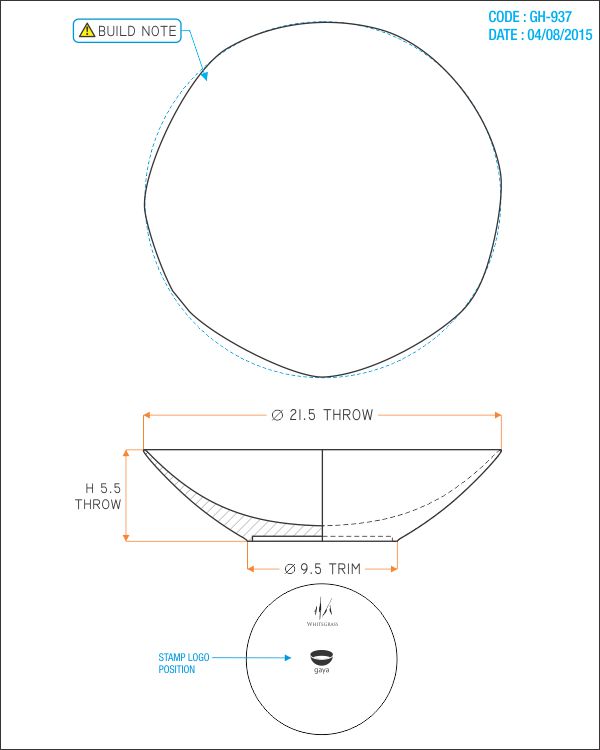 CODE : GH-937
DATE : 04/08/2015
BUILD NOTE
Ø 21.5 THROW
H 5.5
THROW
Ø 9.5 TRIM
WHITEGRASS
STAMP LOGO
POSITION
gaya